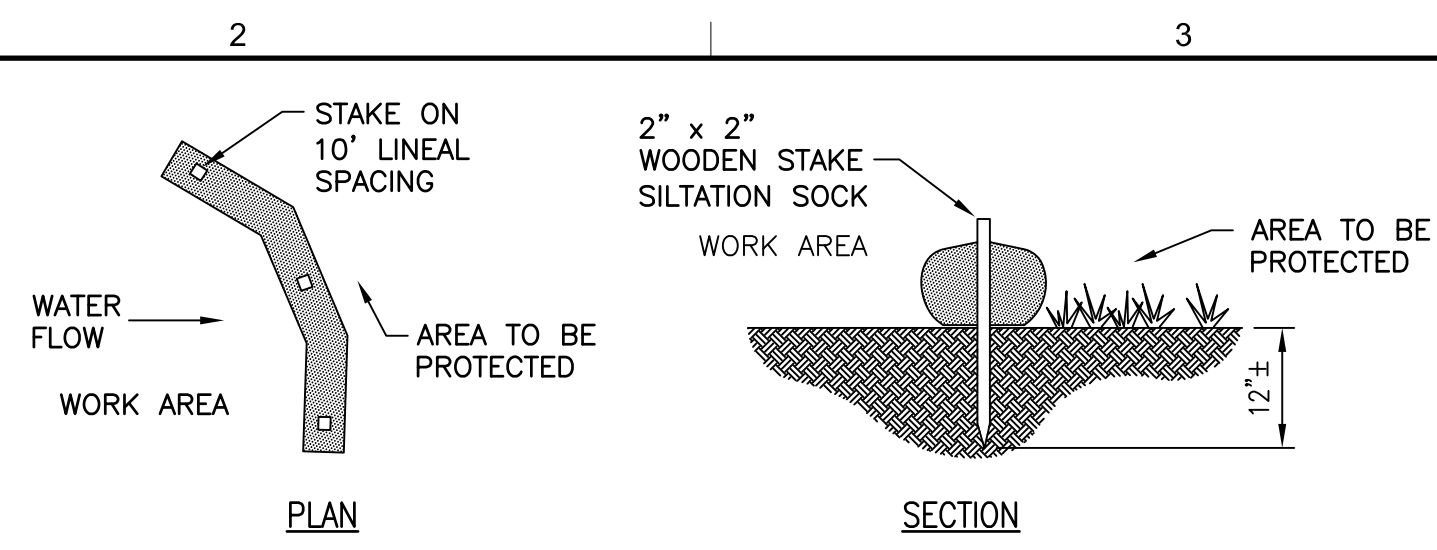 2
3
STAKE ON
10' LINEAL
SPACING
WATER
FLOW
AREA TO BE
PROTECTED
WORK AREA
PLAN
2” x 2”
WOODEN STAKE
SILTATION SOCK
WORK AREA
AREA TO BE
PROTECTED
12”±
SECTION